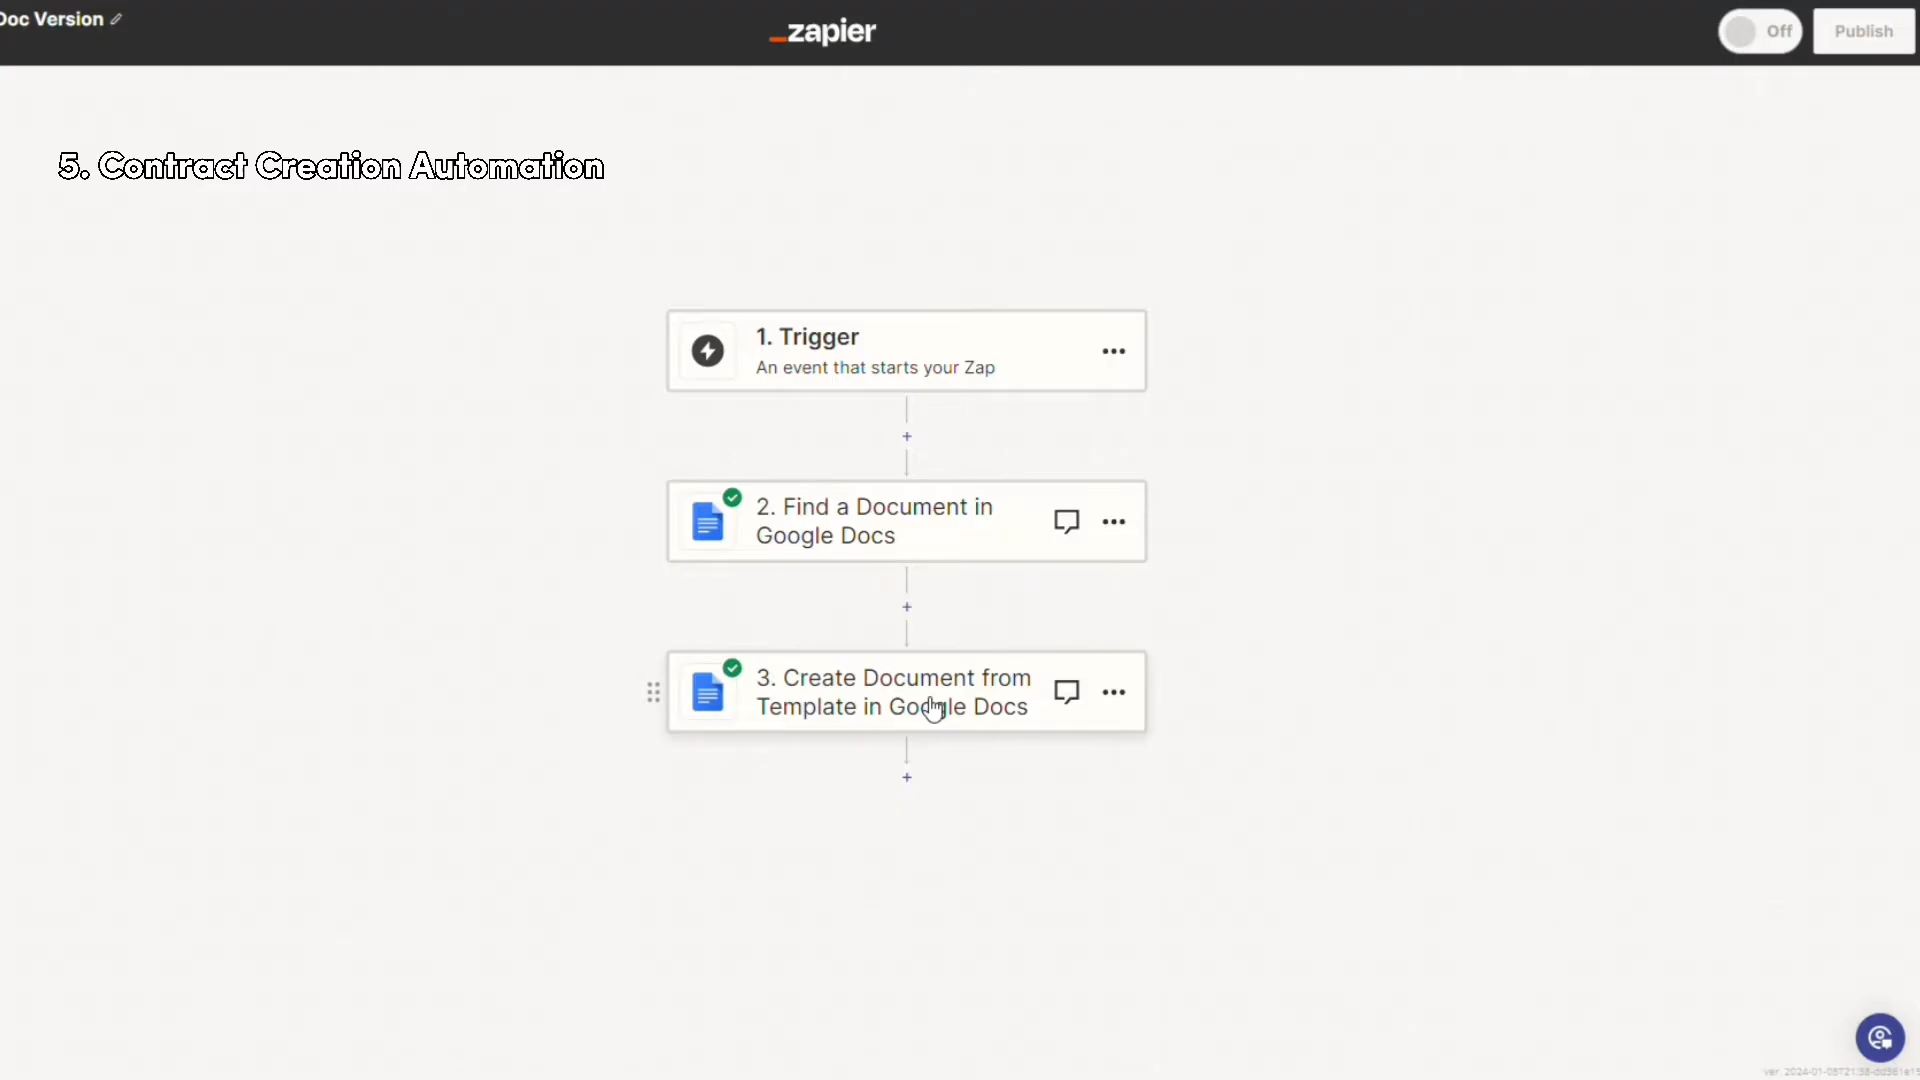 Doc Version
zapier
Off
Publish
5. Contract Creation Automation
1. Trigger
An event that starts your Zap
2. Find a Document in
Google Docs
3. Create Document from
Template in Google Docs